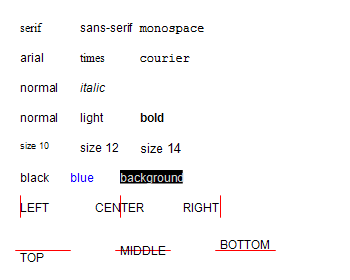 serif sans-serif monospace
arial times courier
normal italic
normal light bold
size 10 size 12 size 14
black blue background
LEFT CENTER RIGHT
TOP MIDDLE BOTTOM